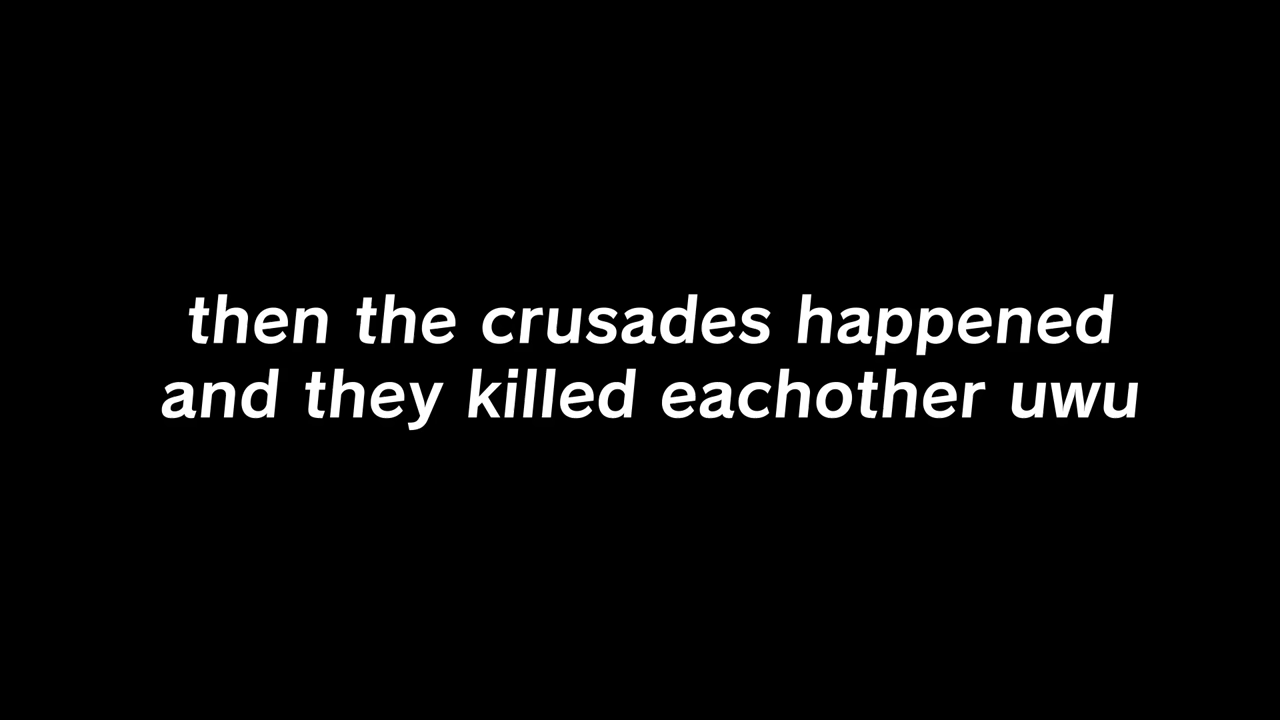 then the crusades happened
and they killed eachother uwu